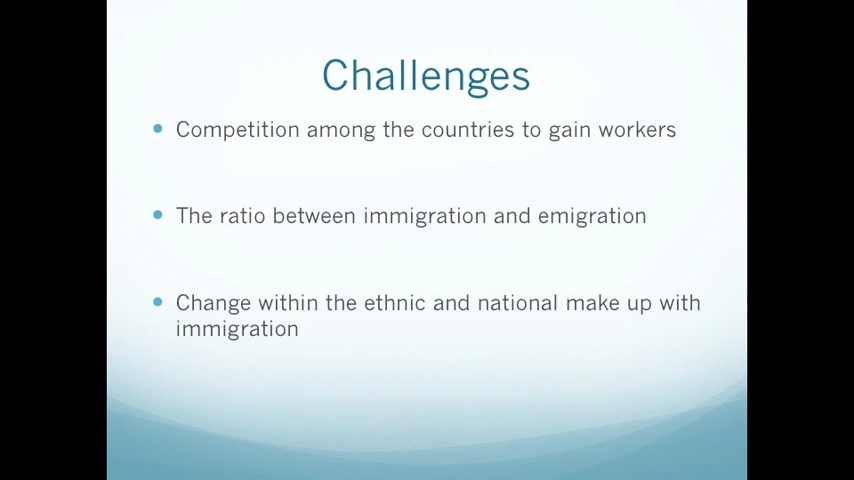 Challenges
• Competition among the countries to gain workers
• The ratio between immigration and emigration
• Change within the ethnic and national make up with
immigration